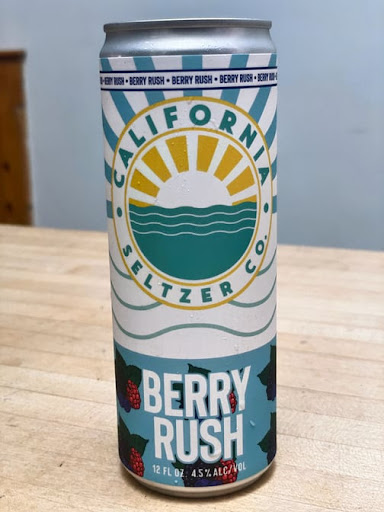 BERRY RUSH • BERRY RUSH • BERRY RUSH • BERRY RUSH
CALIFORNIA
SELTZER CO.
BERRY
RUSH
12 FL OZ 4.5% ALC/VOL